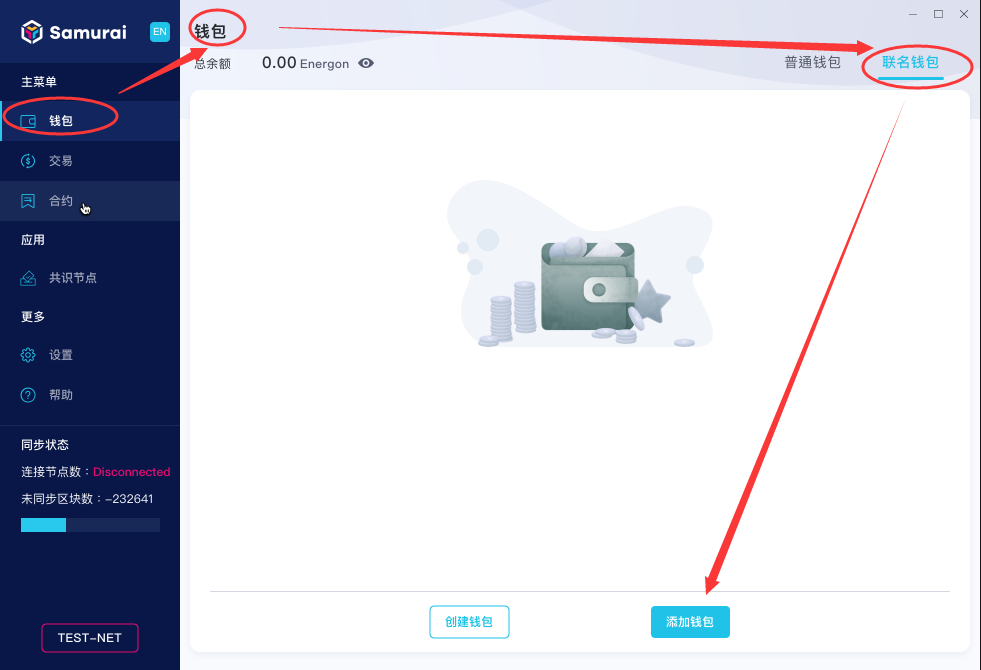 Samurai
EN
主菜单
钱包
交易
合约
应用
共识节点
更多
设置
帮助
同步状态
连接节点数：Disconnected
未同步区块数：-232641
TEST-NET
钱包
总余额 0.00 Energon
普通钱包 联名钱包
创建钱包 添加钱包